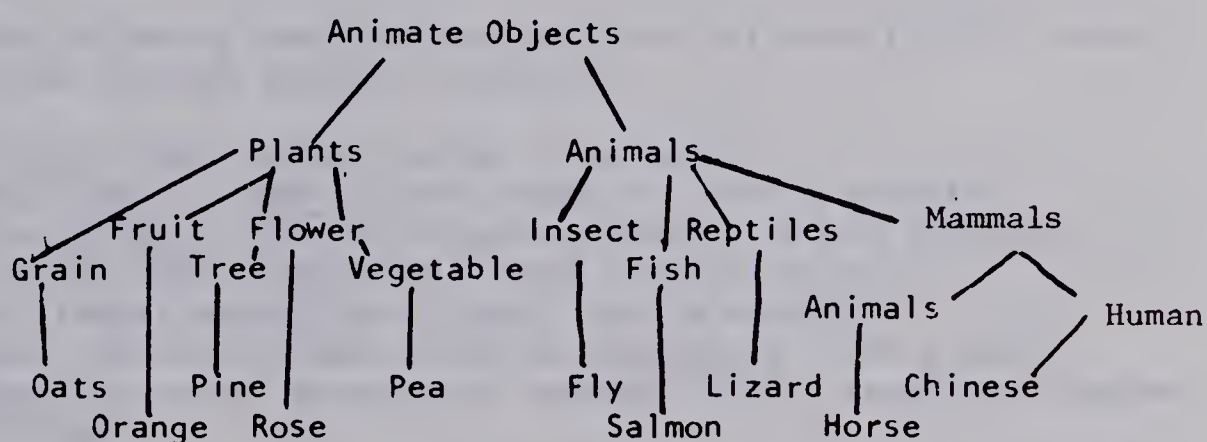 Animate Objects
Plants Animals
Fruit Flower Insect Reptiles Mammals
Grain Tree Vegetable Fish
Animals Human
Oats Pine Pea Fly Lizard Chinese
Orange Rose Salmon Horse